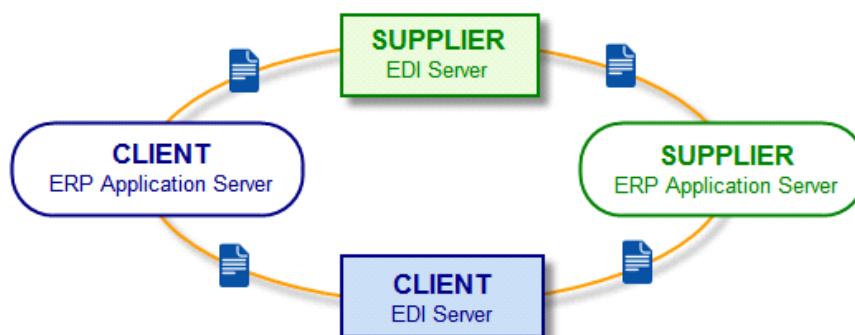 SUPPLIER
EDI Server
CLIENT
ERP Application Server
SUPPLIER
ERP Application Server
CLIENT
EDI Server